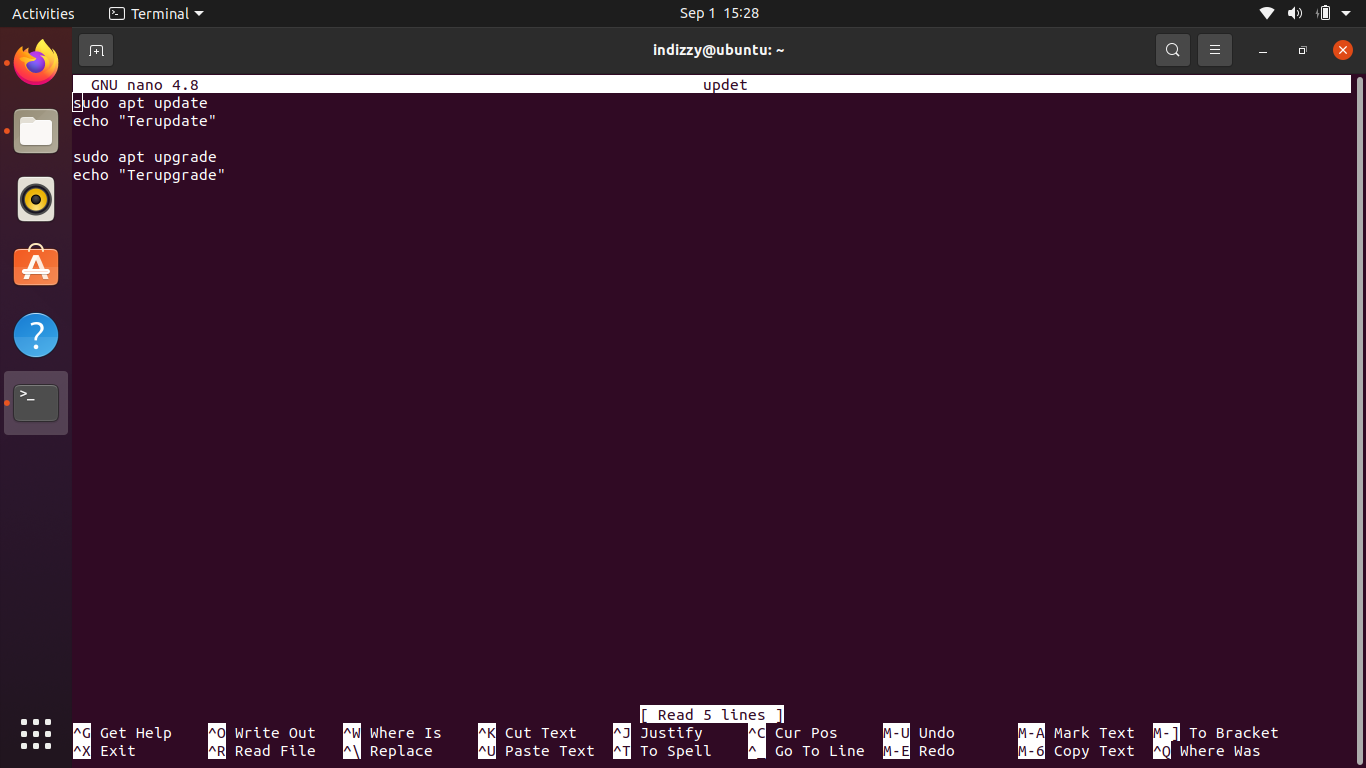 Activities Terminal Sep 1 15:28
indizzy@ubuntu: ~
GNU nano 4.8 updet
sudo apt update
echo "Terupdate"
sudo apt upgrade
echo "Terupgrade"
[ Read 5 lines ]
^G Get Help ^O Write Out ^W Where Is ^K Cut Text ^J Justify ^C Cur Pos M-U Undo M-A Mark Text M-] To Bracket
^X Exit ^R Read File ^\ Replace ^U Paste Text ^T To Spell ^_ Go To Line M-E Redo M-6 Copy Text ^Q Where Was